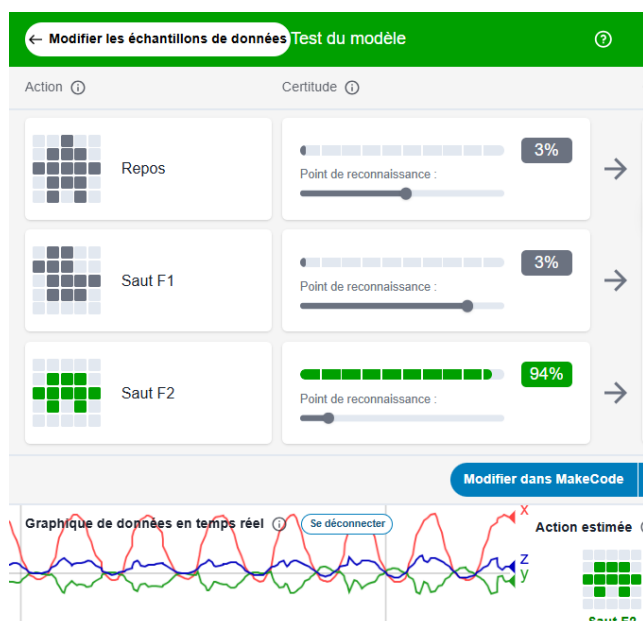 ← Modifier les échantillons de données Test du modèle
Action Certitude
Repos 3%
Point de reconnaissance :
Saut F1 3%
Point de reconnaissance :
Saut F2 94%
Point de reconnaissance :
Modifier dans MakeCode
Graphique de données en temps réel Se déconnecter X Action estimée
z
y
Saut F2